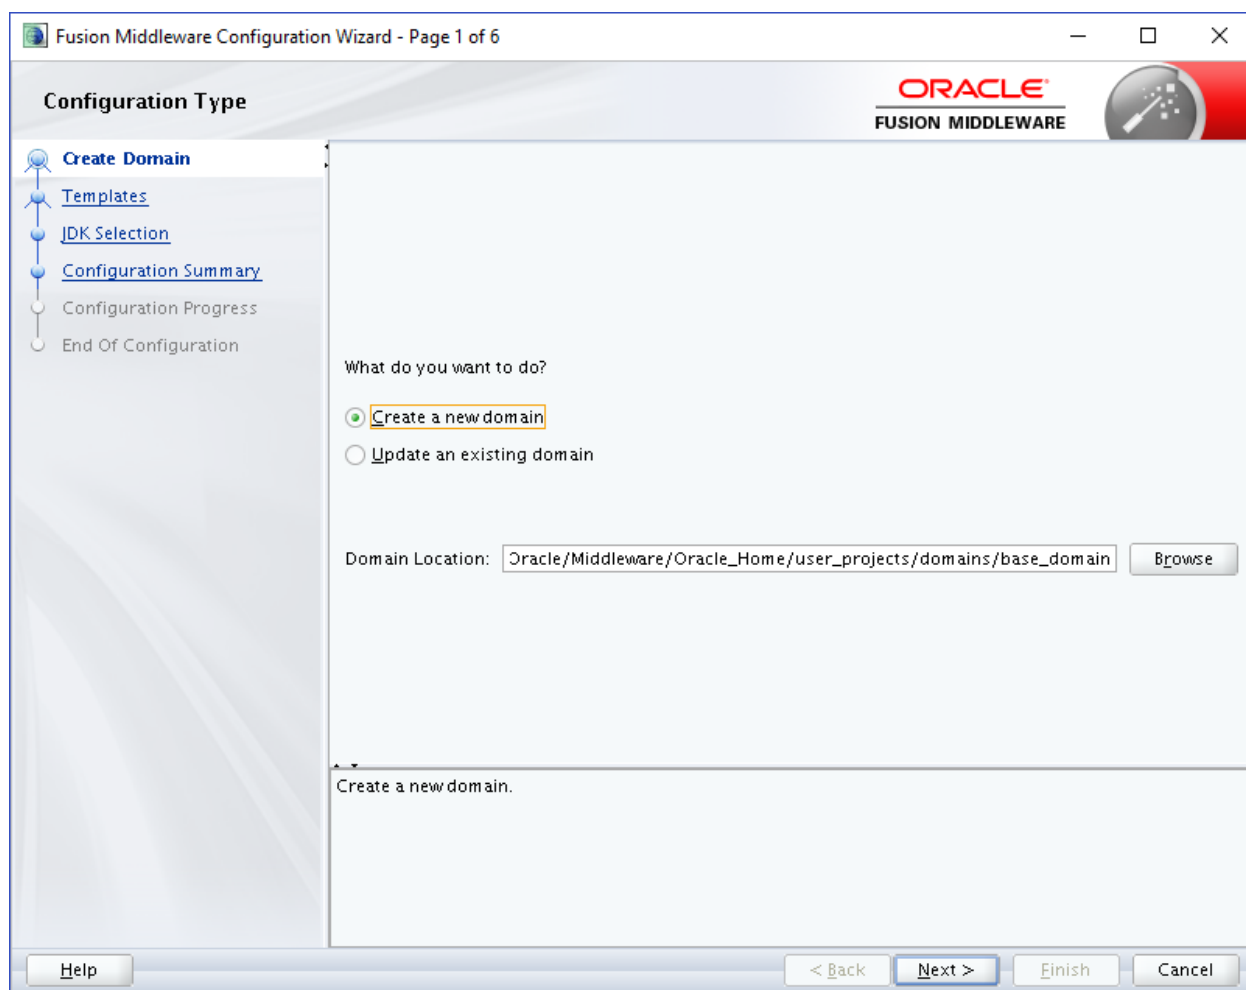 Fusion Middleware Configuration Wizard - Page 1 of 6
Configuration Type
ORACLE
FUSION MIDDLEWARE
Create Domain
Templates
JDK Selection
Configuration Summary
Configuration Progress
End Of Configuration
What do you want to do?
Create a new domain
Update an existing domain
Domain Location: Oracle/Middleware/Oracle_Home/user_projects/domains/base_domain Browse
Create a new domain.
Help < Back Next > Finish Cancel